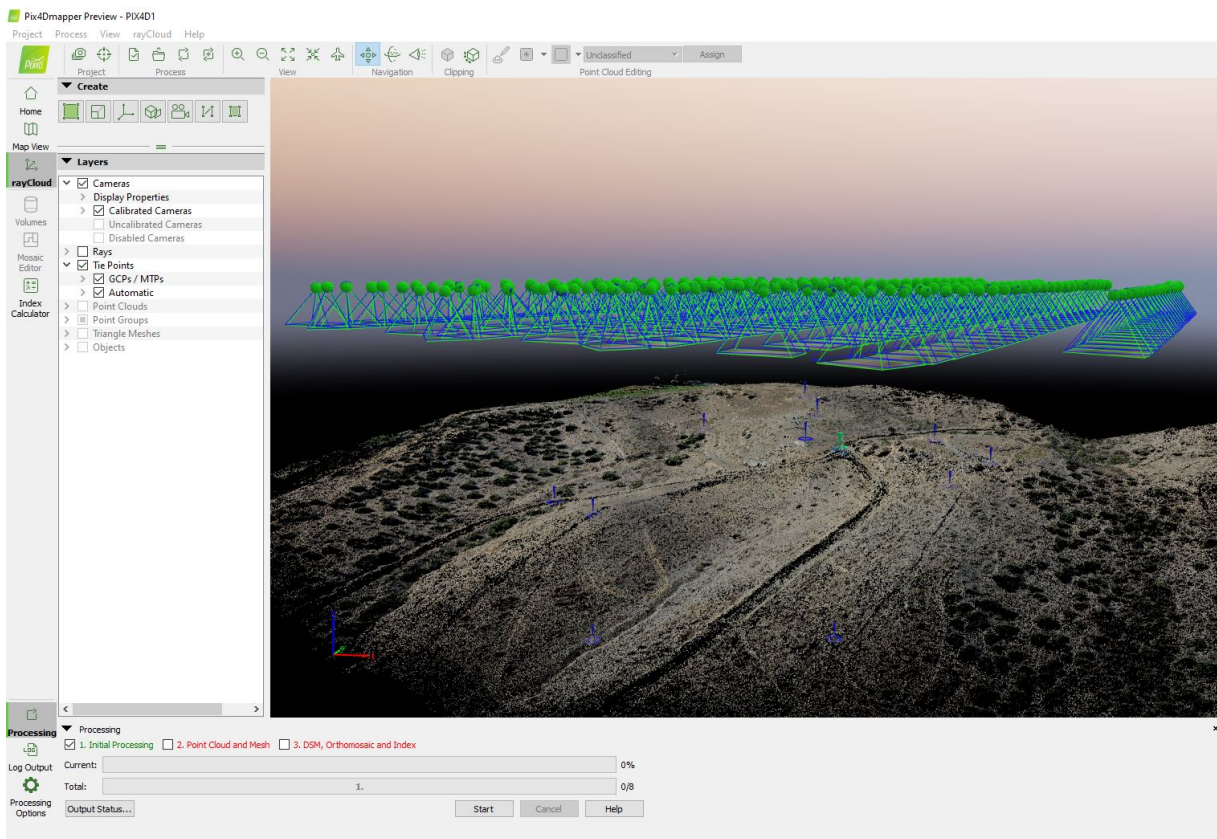 Pix4Dmapper Preview - PIX4D1
Project Process View rayCloud Help
Unclassified Assign
Pix4D
Project Process View Navigation Clipping Point Cloud Editing
Create
Home
Map View
Layers
rayCloud
Cameras
Display Properties
Calibrated Cameras
Uncalibrated Cameras
Disabled Cameras
Rays
Tie Points
GCPs / MTPs
Automatic
Point Clouds
Point Groups
Triangle Meshes
Objects
Volumes
Mosaic
Editor
Index
Calculator
Processing
Processing
1. Initial Processing 2. Point Cloud and Mesh 3. DSM, Orthomosaic and Index
Log Output
Current: 0%
Total: 1. 0/8
Processing
Options
Output Status... Start Cancel Help